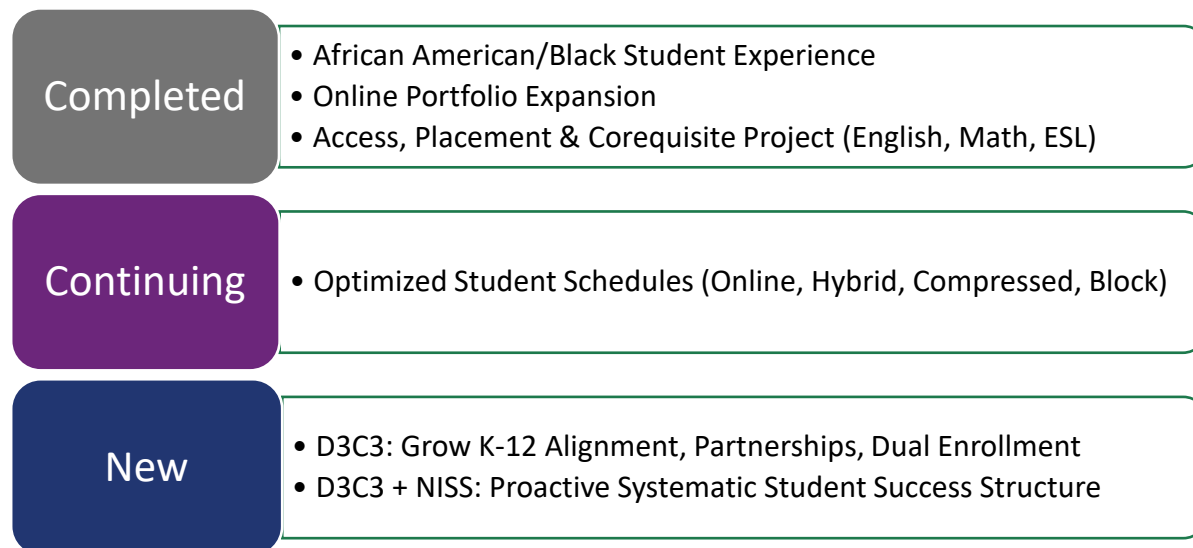 Completed
• African American/Black Student Experience
• Online Portfolio Expansion
• Access, Placement & Corequisite Project (English, Math, ESL)
Continuing
• Optimized Student Schedules (Online, Hybrid, Compressed, Block)
New
• D3C3: Grow K-12 Alignment, Partnerships, Dual Enrollment
• D3C3 + NISS: Proactive Systematic Student Success Structure